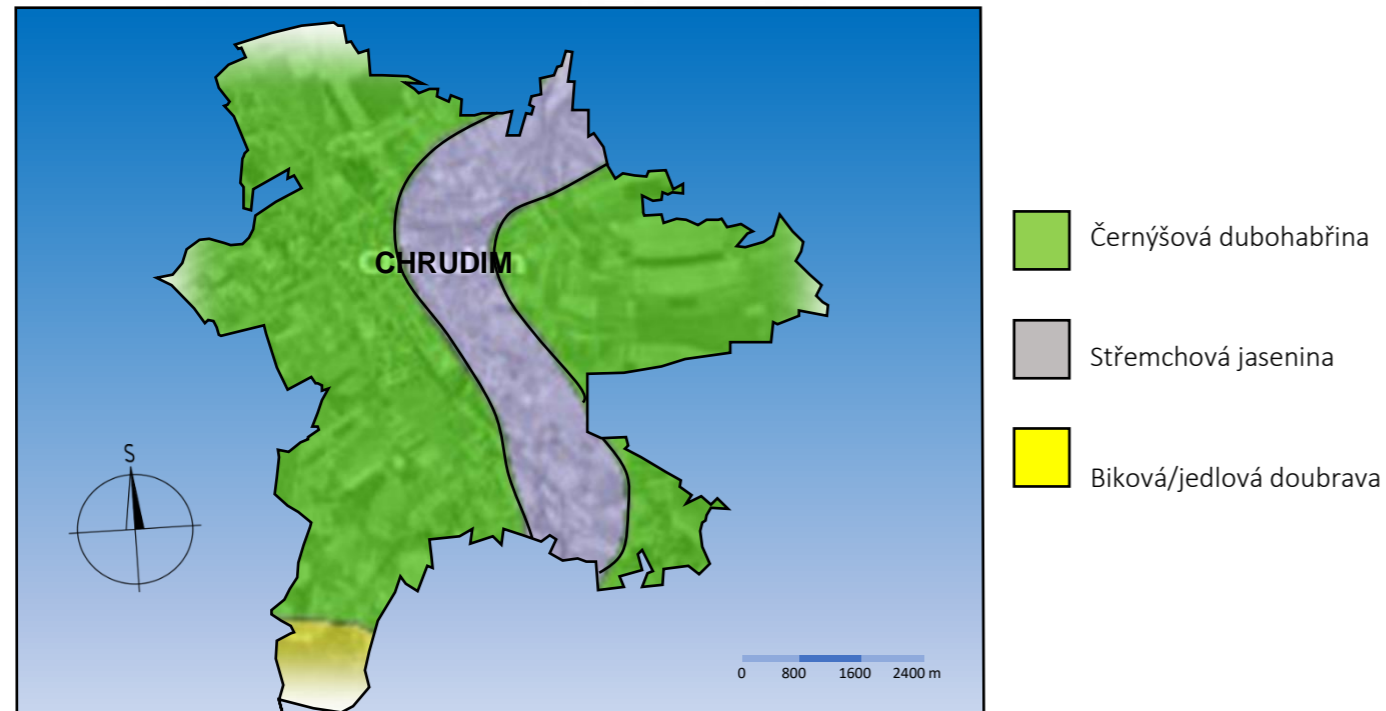 CHRUDIM
S
0 800 1600 2400 m
Černýšová dubohabřina
Střemchová jasenina
Biková/jedlová doubrava